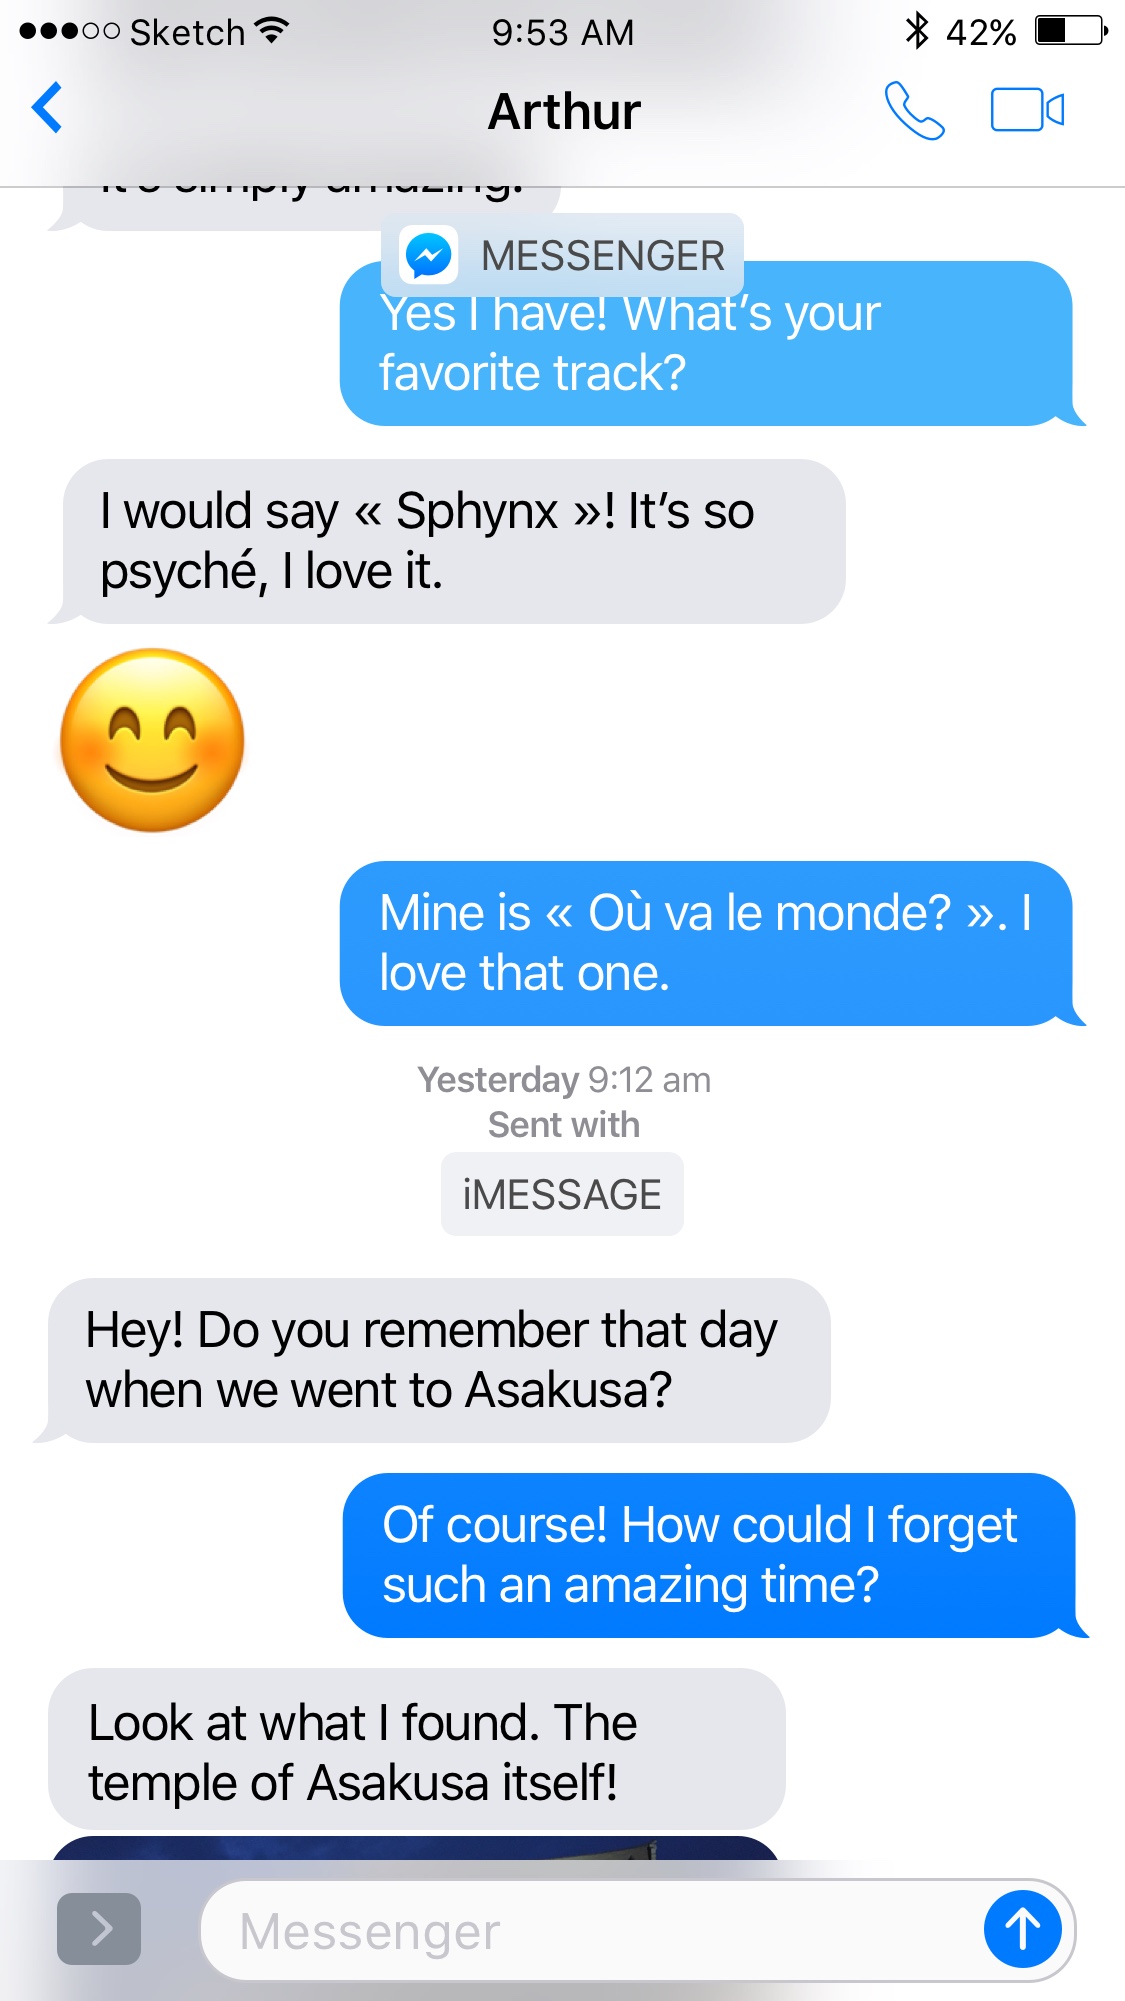 Sketch 9:53 AM 42%
Arthur
It's simply amazing.
MESSENGER
Yes I have! What's your
favorite track?
I would say « Sphynx »! It's so
psyché, I love it.
Mine is « Où va le monde? ». I
love that one.
Yesterday 9:12 am
Sent with
iMESSAGE
Hey! Do you remember that day
when we went to Asakusa?
Of course! How could I forget
such an amazing time?
Look at what I found. The
temple of Asakusa itself!
Messenger